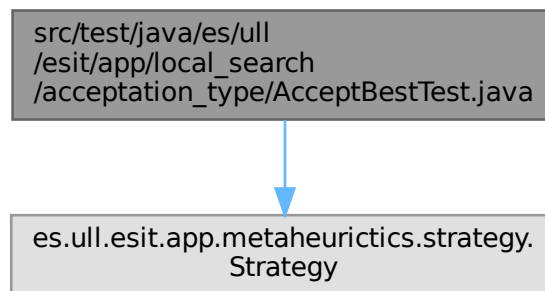 src/test/java/es/ull
/esit/app/local_search
/acceptation_type/AcceptBestTest.java
es.ull.esit.app.metaheurictics.strategy.
Strategy